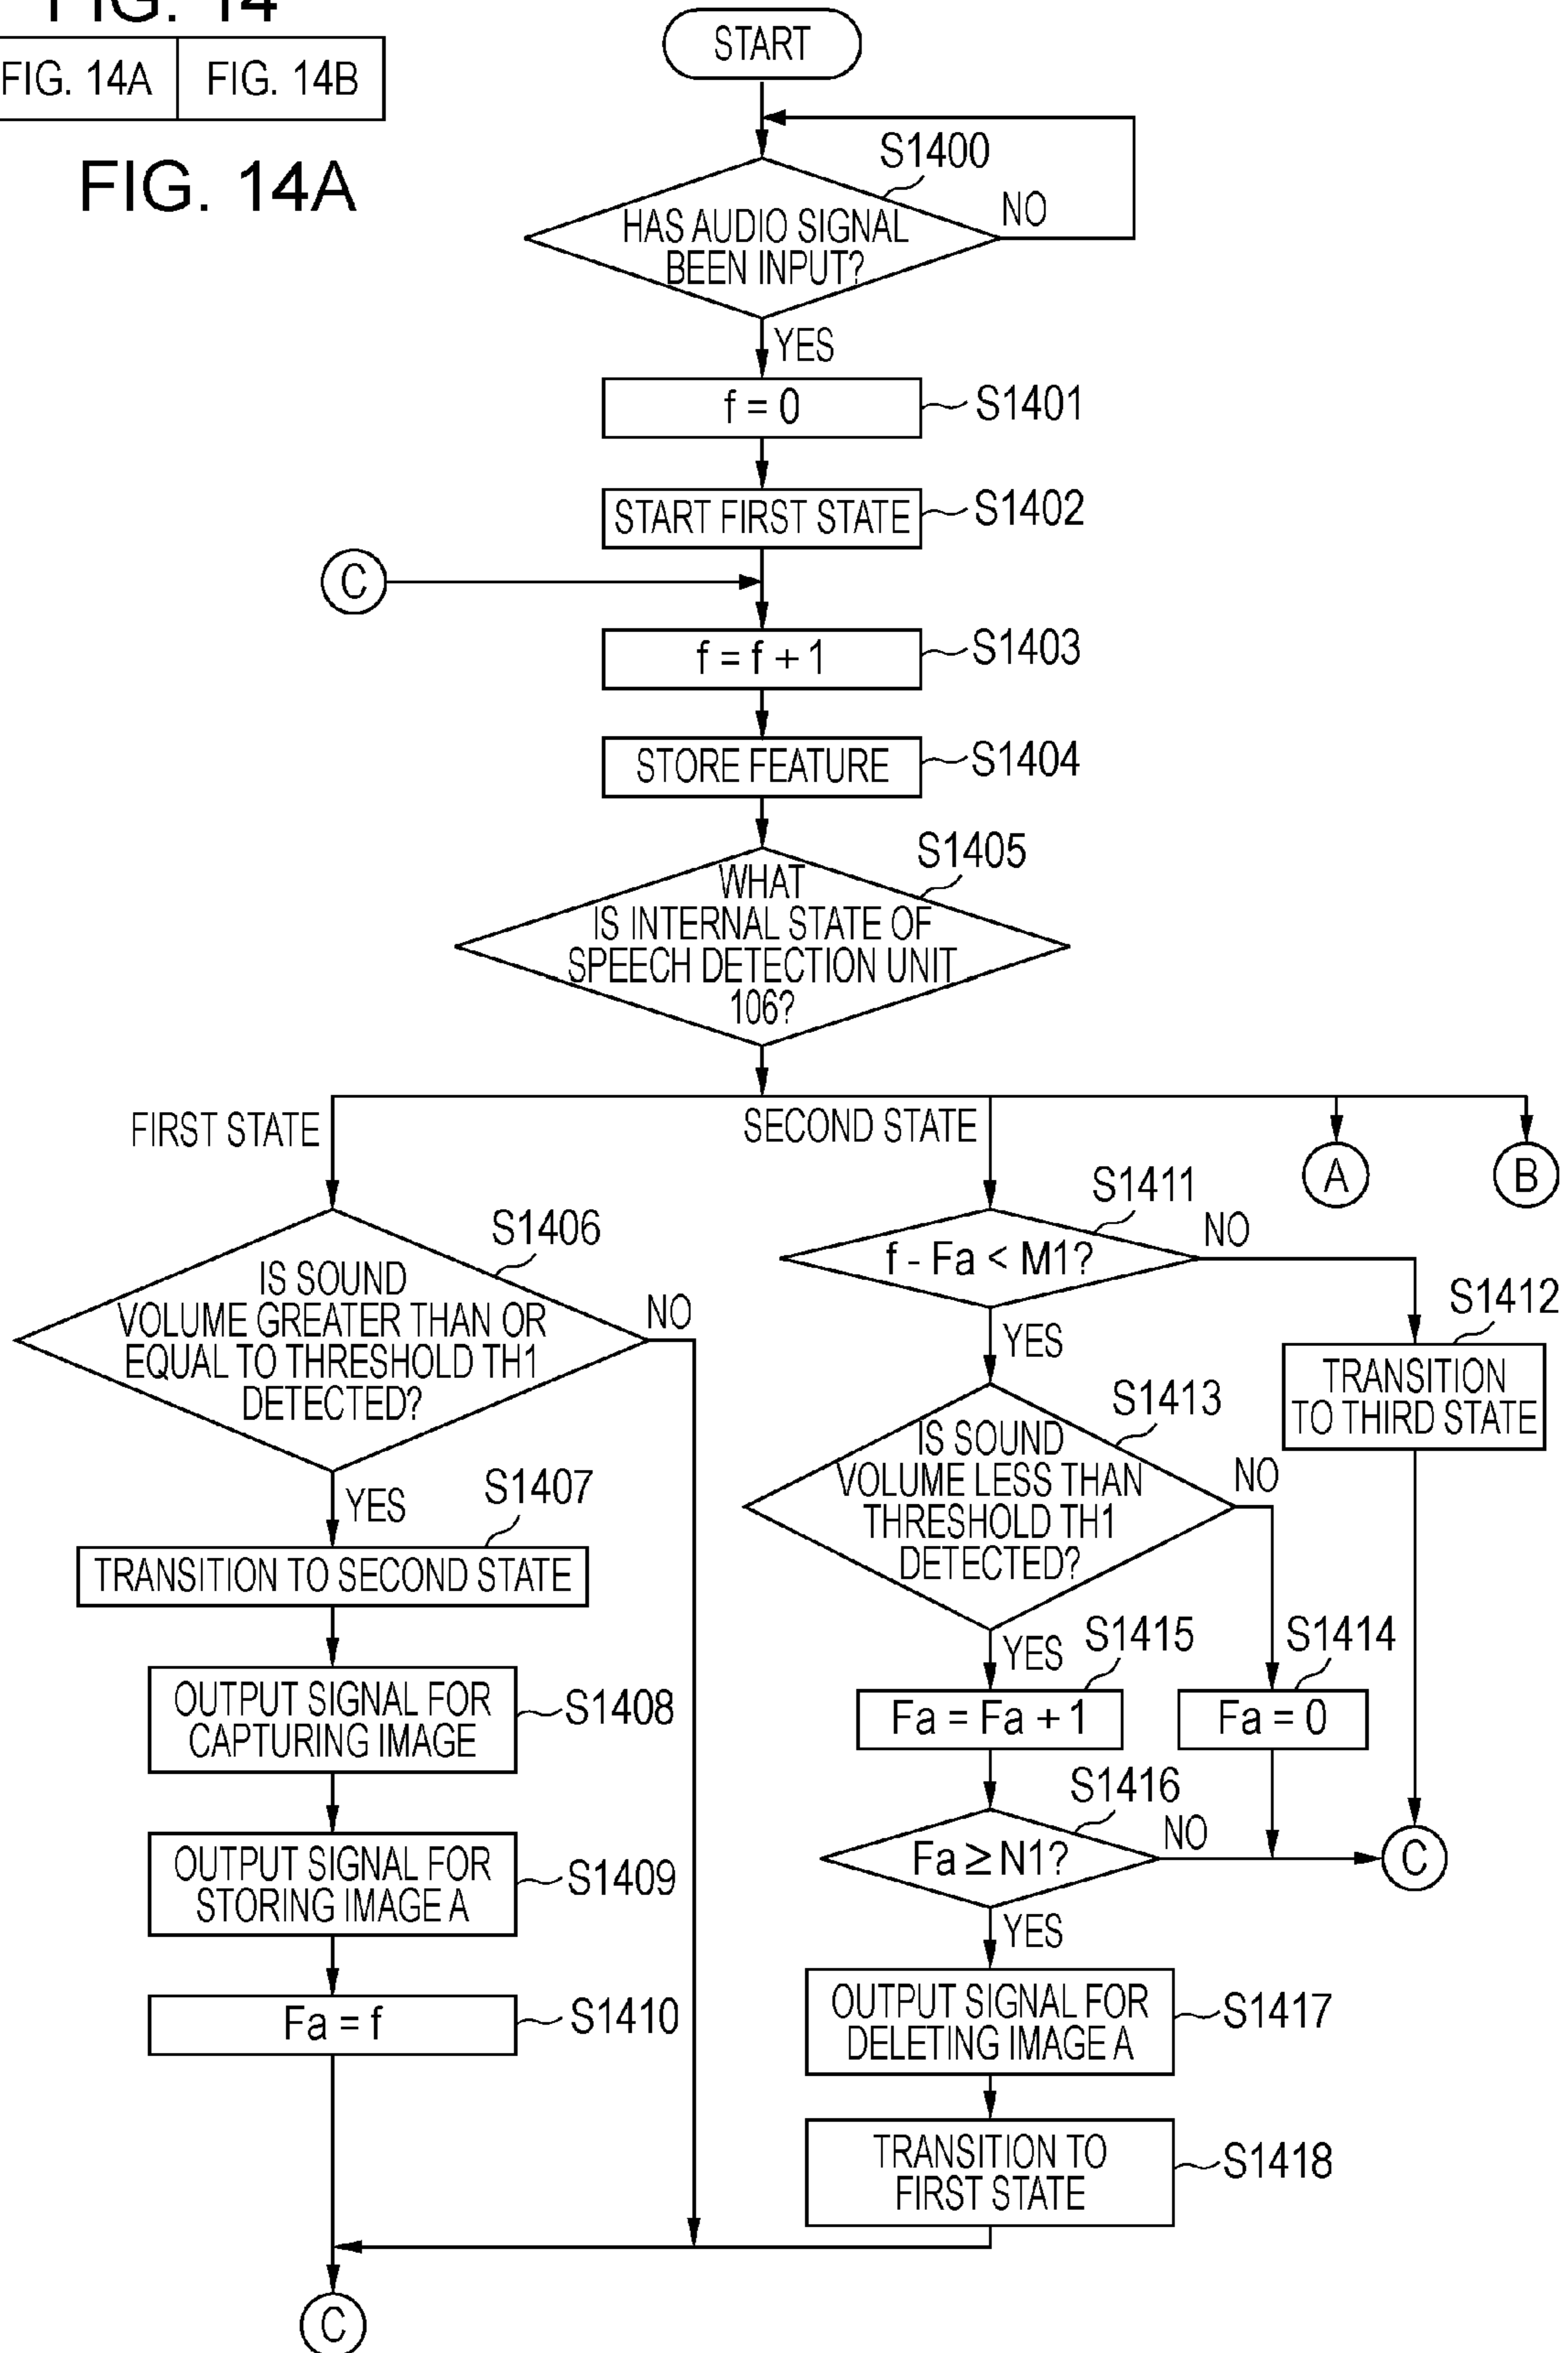 FIG. 14
FIG. 14A FIG. 14B
FIG. 14A
START
S1400
HAS AUDIO SIGNAL
BEEN INPUT?
NO
YES
f = 0
S1401
START FIRST STATE
S1402
C
f = f + 1
S1403
STORE FEATURE
S1404
S1405
WHAT
IS INTERNAL STATE OF
SPEECH DETECTION UNIT
106?
FIRST STATE
SECOND STATE
A
B
S1406
IS SOUND
VOLUME GREATER THAN OR
EQUAL TO THRESHOLD TH1
DETECTED?
NO
YES
S1407
TRANSITION TO SECOND STATE
OUTPUT SIGNAL FOR
CAPTURING IMAGE
S1408
OUTPUT SIGNAL FOR
STORING IMAGE A
S1409
Fa = f
S1410
C
S1411
f - Fa < M1?
NO
YES
S1412
TRANSITION
TO THIRD STATE
S1413
IS SOUND
VOLUME LESS THAN
THRESHOLD TH1
DETECTED?
NO
YES
S1415
Fa = Fa + 1
S1414
Fa = 0
S1416
Fa ≥ N1?
NO
C
YES
OUTPUT SIGNAL FOR
DELETING IMAGE A
S1417
TRANSITION TO
FIRST STATE
S1418